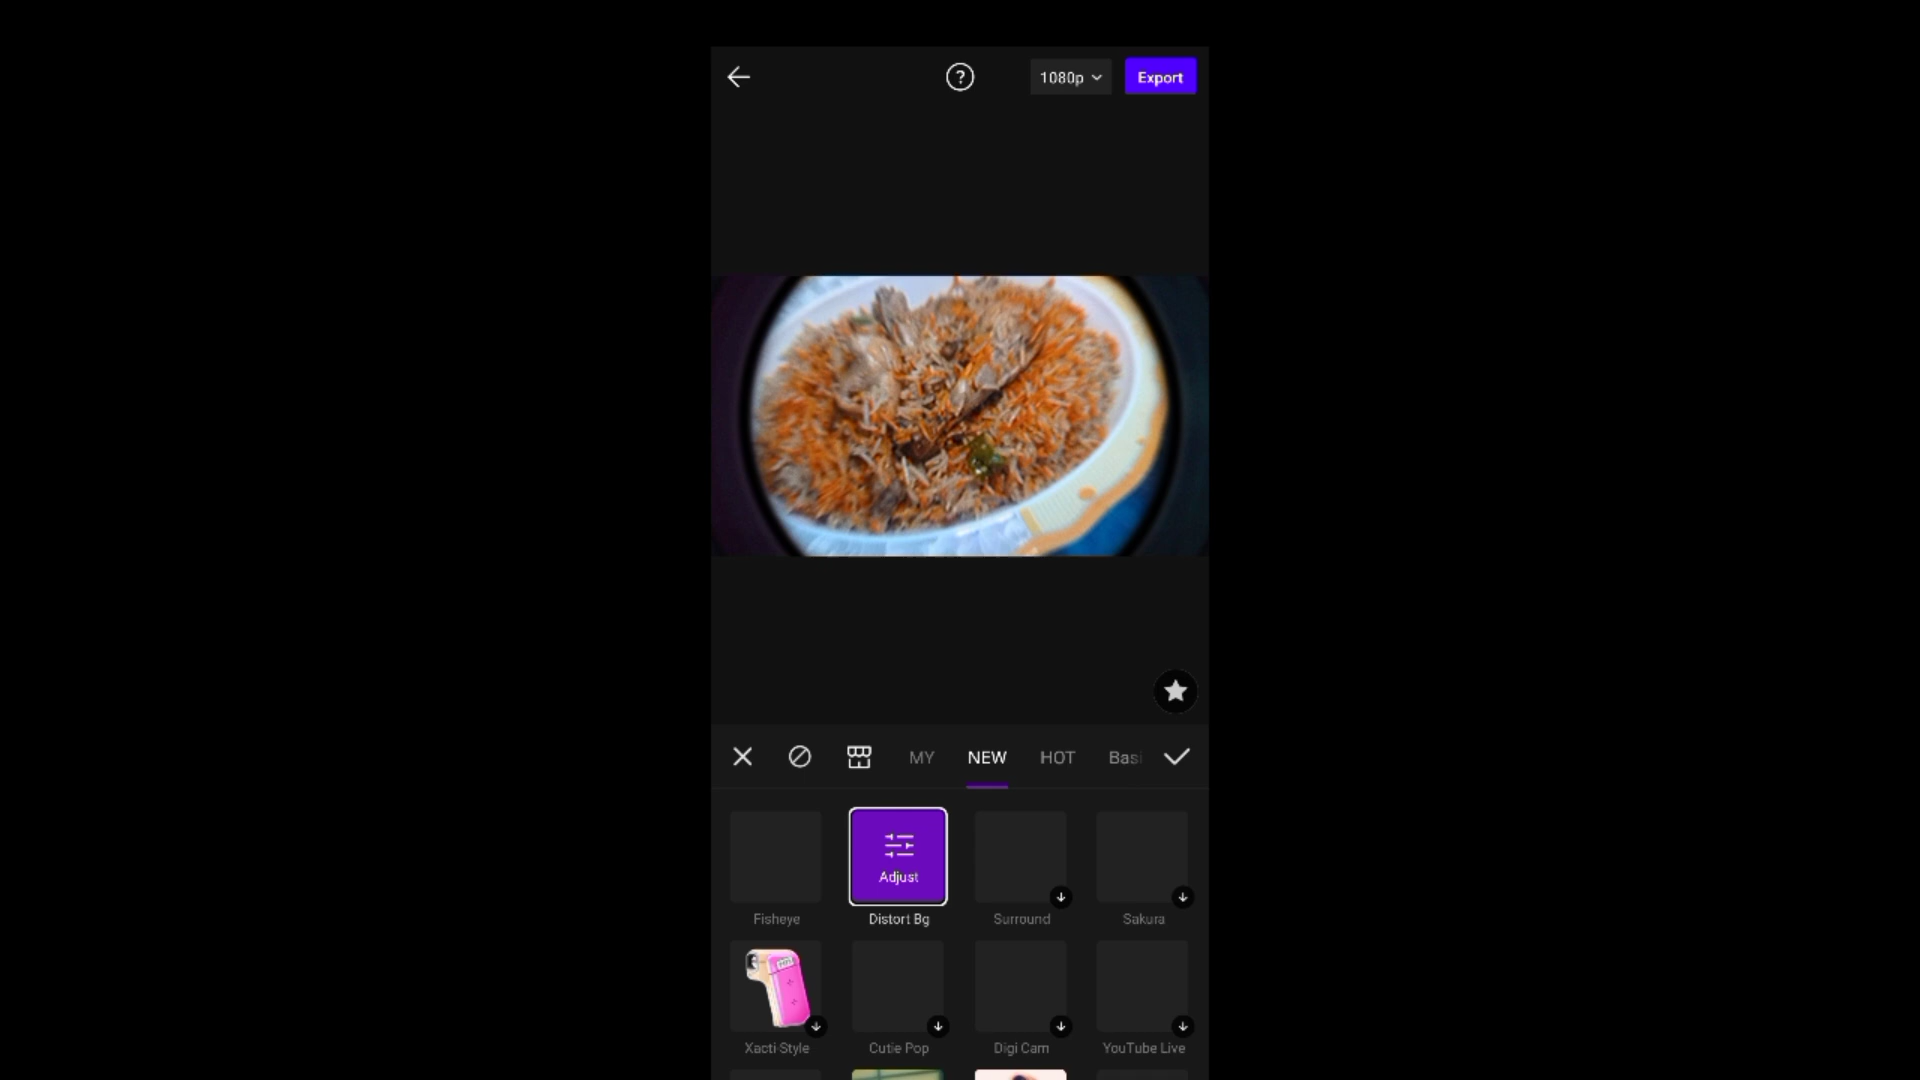 1080p
Export
MY
NEW
HOT
Basi
Adjust
Fisheye
Distort Bg
Surround
Sakura
Xacti-Style
Cutie Pop
Digi Cam
YouTube Live